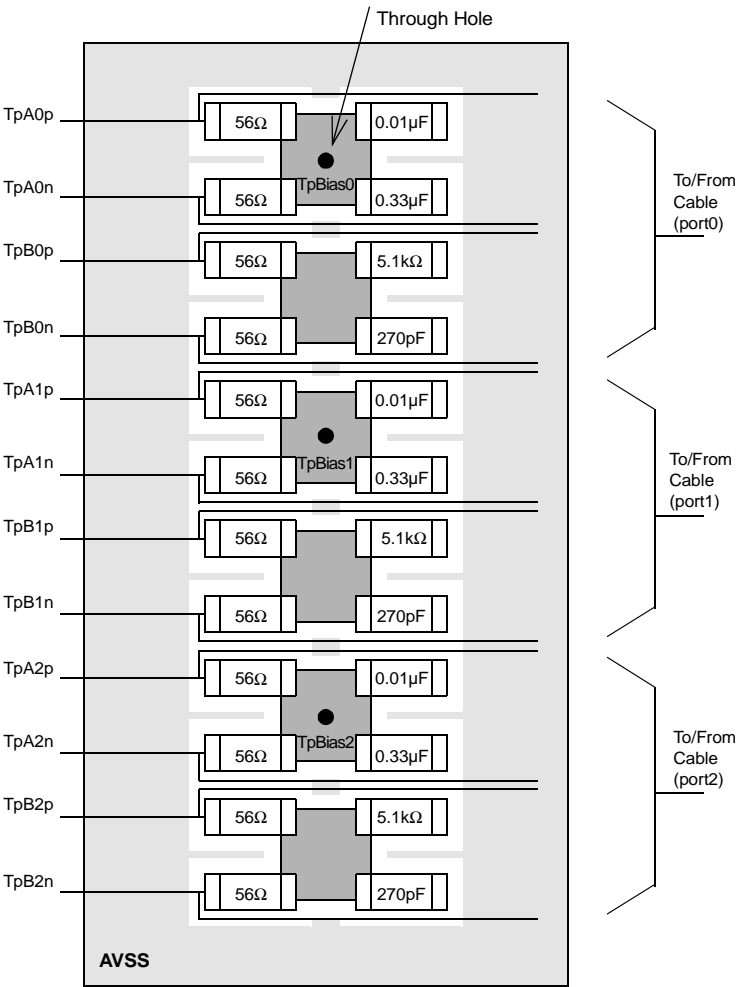 Through Hole
TpA0p
56Ω
0.01µF
TpBias0
TpA0n
56Ω
0.33µF
To/From
Cable
(port0)
TpB0p
56Ω
5.1kΩ
TpB0n
56Ω
270pF
TpA1p
56Ω
0.01µF
TpBias1
TpA1n
56Ω
0.33µF
To/From
Cable
(port1)
TpB1p
56Ω
5.1kΩ
TpB1n
56Ω
270pF
TpA2p
56Ω
0.01µF
TpBias2
TpA2n
56Ω
0.33µF
To/From
Cable
(port2)
TpB2p
56Ω
5.1kΩ
TpB2n
56Ω
270pF
AVSS